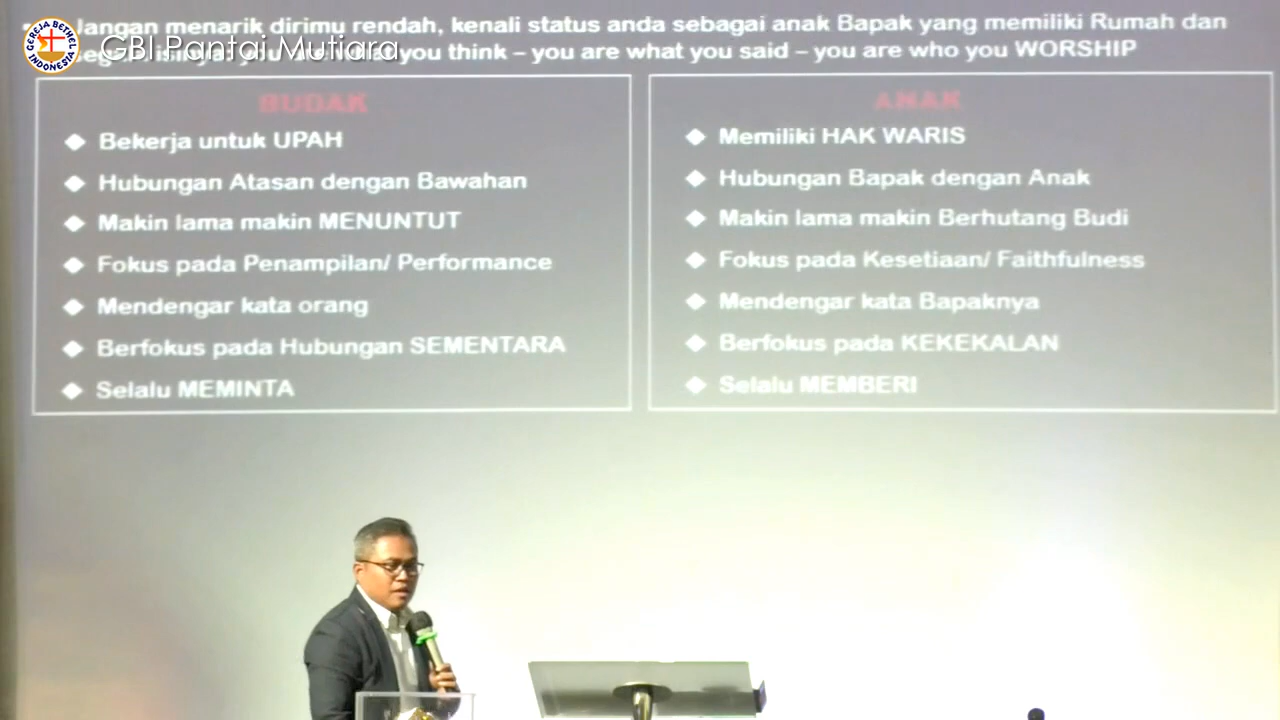 Jangan menarik dirimu rendah, kenali status anda sebagai anak Bapak yang memiliki Rumah dan
you think – you are what you said – you are who you WORSHIP
GEREJA BETHEL INDONESIA
GBI Pantai Mutiara
BUDAK
Bekerja untuk UPAH
Hubungan Atasan dengan Bawahan
Makin lama makin MENUNTUT
Fokus pada Penampilan/ Performance
Mendengar kata orang
Berfokus pada Hubungan SEMENTARA
Selalu MEMINTA
ANAK
Memiliki HAK WARIS
Hubungan Bapak dengan Anak
Makin lama makin Berhutang Budi
Fokus pada Kesetiaan/ Faithfulness
Mendengar kata Bapaknya
Berfokus pada KEKEKALAN
Selalu MEMBERI